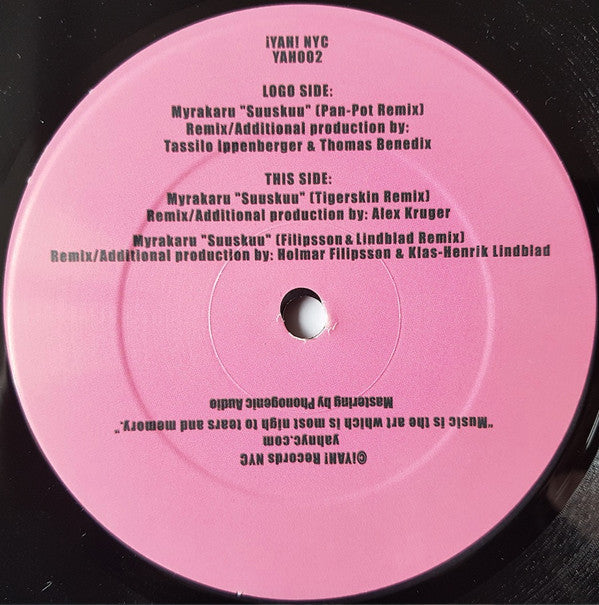 ¡YAH! NYC
YAH002
LOGO SIDE:
Myrakaru "Suuskuu" (Pan-Pot Remix)
Remix/Additional production by:
Tassilo Ippenberger & Thomas Benedix
THIS SIDE:
Myrakaru "Suuskuu" (Tigerskin Remix)
Remix/Additional production by: Alex Kruger
Myrakaru "Suuskuu" (Filipsson & Lindblad Remix)
Remix/Additional production by: Holmar Filipsson & Klas-Henrik Lindblad
©¡YAH! Records NYC
yahnyc.com
"Music is the art which is most nigh to tears and memory."
Mastering by Phonogenic Audio